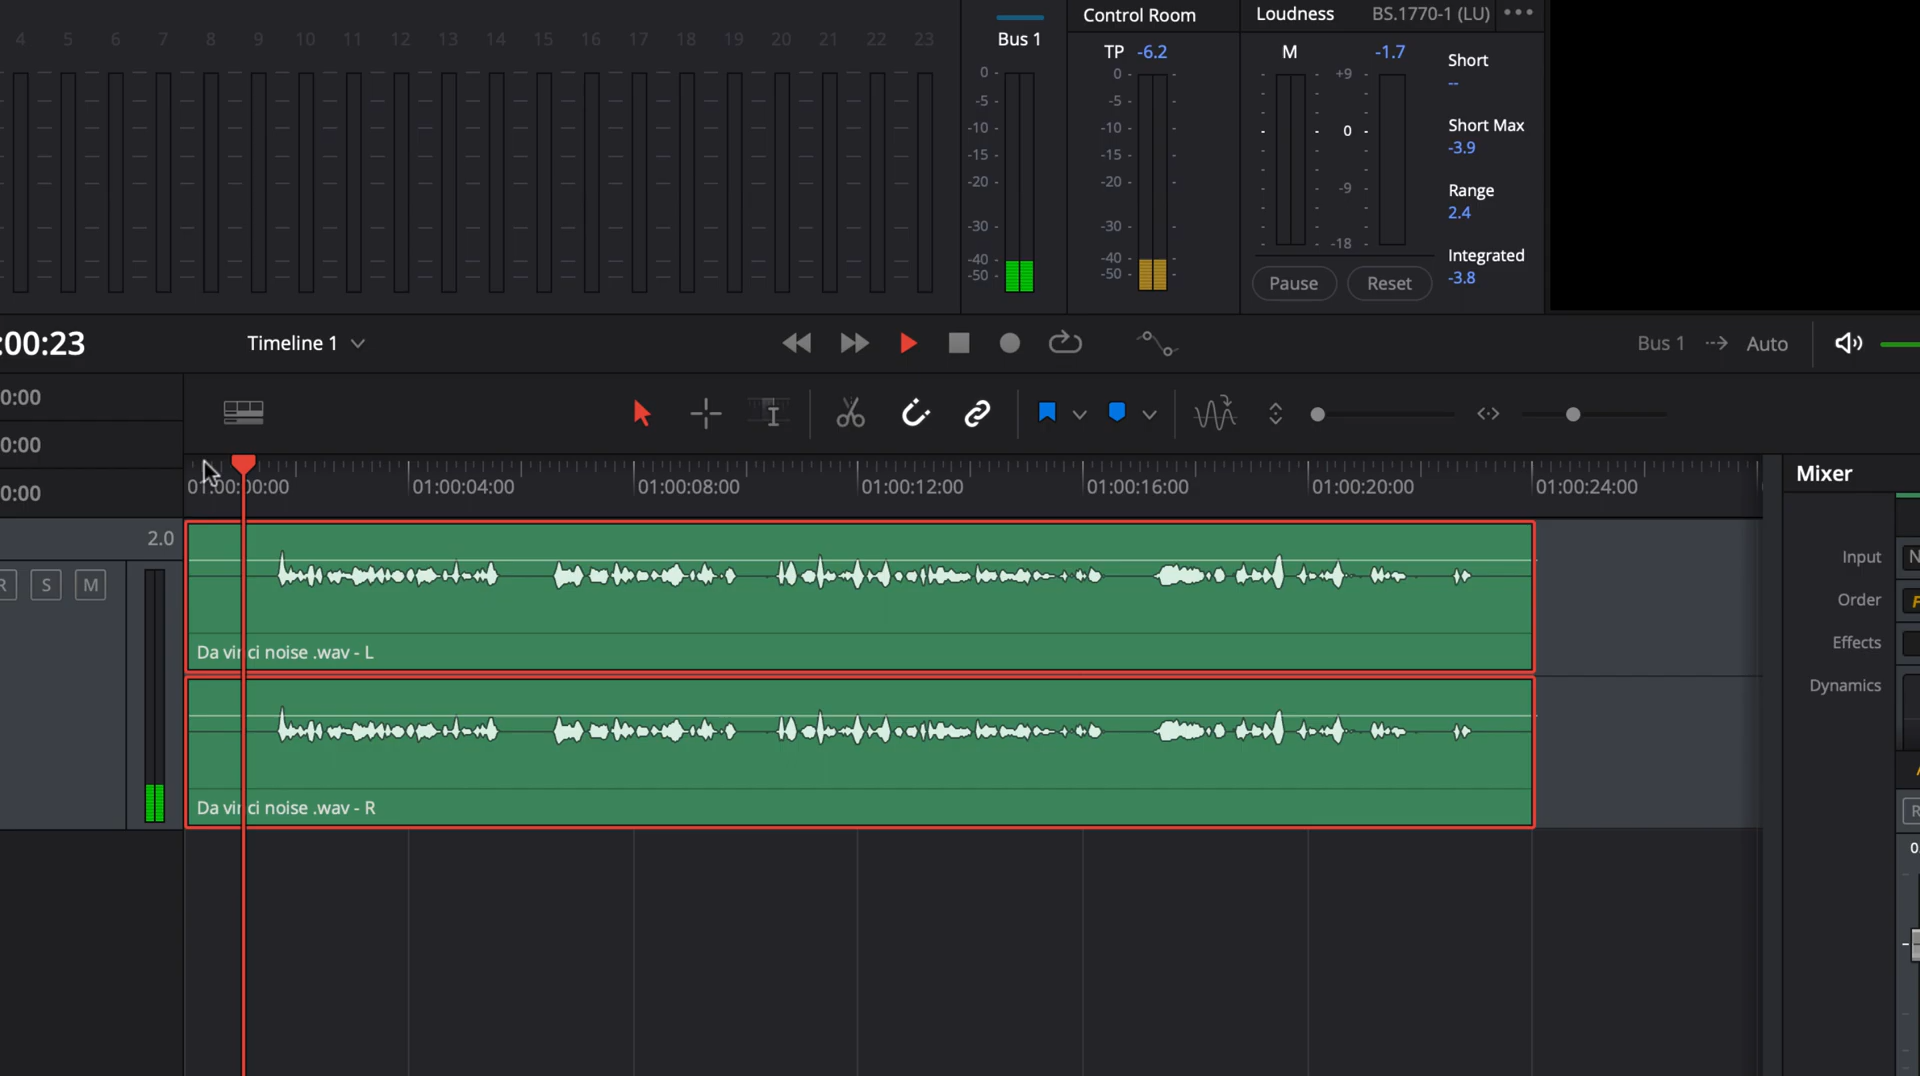 4 5 6 7 8 9 10 11 12 13 14 15 16 17 18 19 20 21 22 23
Bus 1
0
-5
-10
-15
-20
-30
-40
-50
Control Room
TP -6.2
0
-5
-10
-15
-20
-30
-40
-50
Loudness BS.1770-1 (LU)
M -1.7
+9
0
-9
-18
Pause Reset
Short
--
Short Max
-3.9
Range
2.4
Integrated
-3.8
:00:23
Timeline 1
Bus 1 Auto
0:00
0:00
0:00
01:00:00:00 01:00:04:00 01:00:08:00 01:00:12:00 01:00:16:00 01:00:20:00 01:00:24:00
2.0
R S M
Da vinci noise .wav - L
Da vinci noise .wav - R
Mixer
Input N
Order F
Effects
Dynamics
R
0.